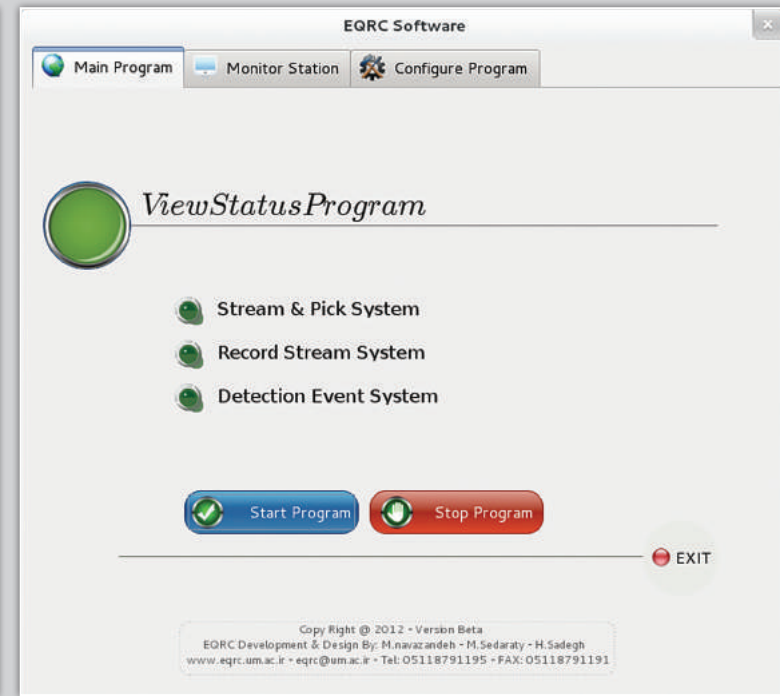 EQRC Software
Main Program
Monitor Station
Configure Program
ViewStatusProgram
Stream & Pick System
Record Stream System
Detection Event System
Start Program
Stop Program
EXIT
Copy Right @ 2012 - Version Beta
EQRC Development & Design By: M.navazandeh - M.Sedaraty - H.Sadegh
www.eqrc.um.ac.ir - eqrc@um.ac.ir - Tel: 05118791195 - FAX: 05118791191